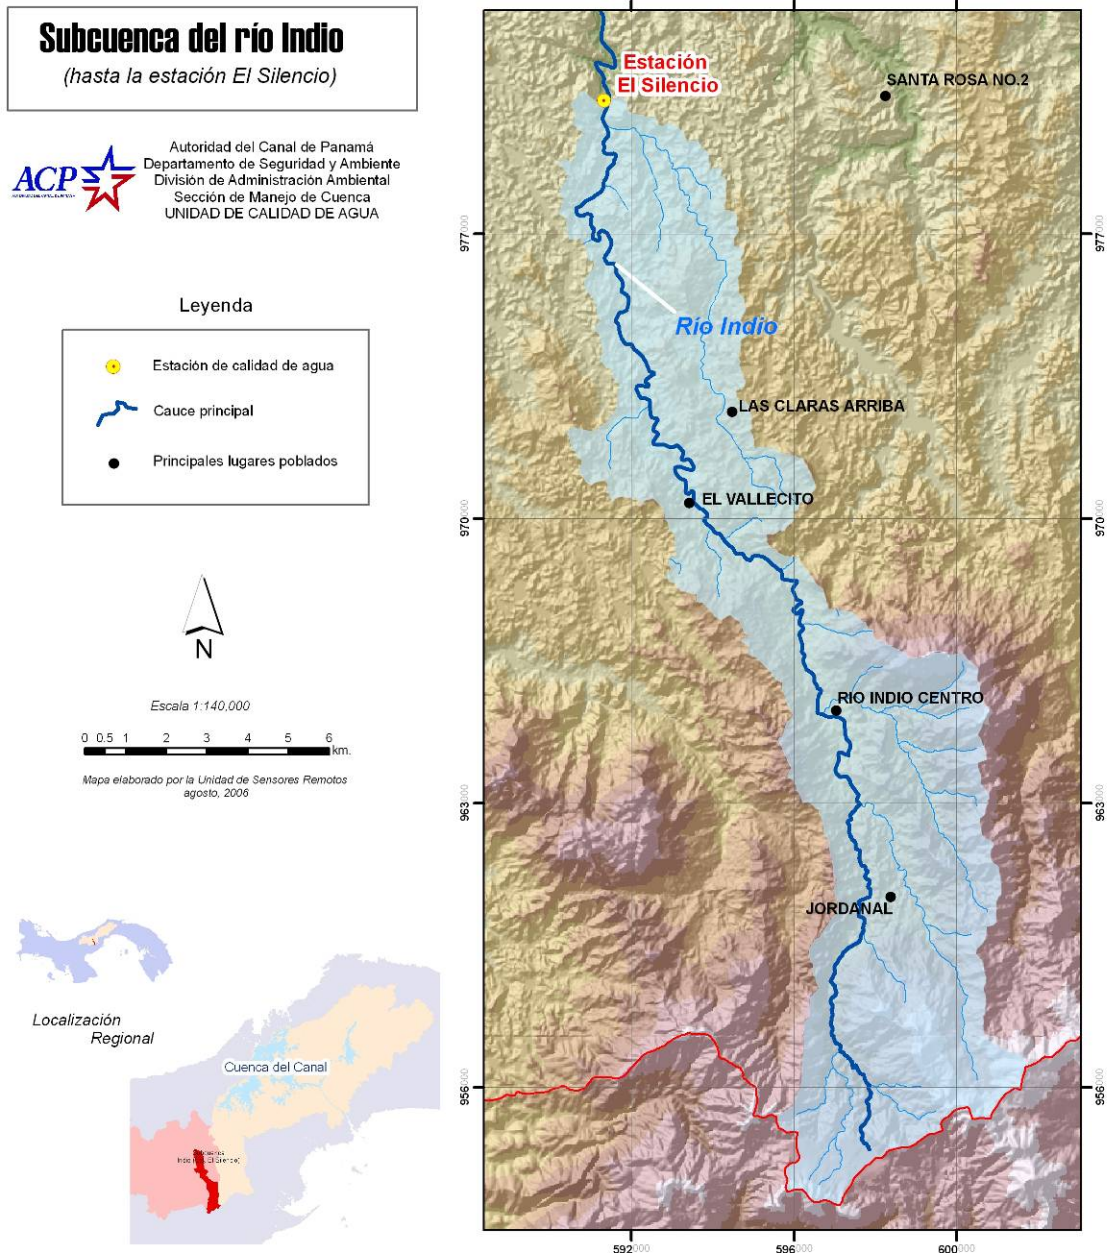 Subcuenca del río Indio
(hasta la estación El Silencio)
ACP
Autoridad del Canal de Panamá
Departamento de Seguridad y Ambiente
División de Administración Ambiental
Sección de Manejo de Cuenca
UNIDAD DE CALIDAD DE AGUA
Leyenda
Estación de calidad de agua
Cauce principal
Principales lugares poblados
N
Escala 1:140,000
0 0.5 1 2 3 4 5 6
km.
Mapa elaborado por la Unidad de Sensores Remotos
agosto, 2006
Localización
Regional
Cuenca del Canal
Estación
El Silencio
SANTA ROSA NO.2
Río Indio
LAS CLARAS ARRIBA
EL VALLECITO
RIO INDIO CENTRO
JORDANAL
977000
970000
963000
956000
977000
970000
963000
956000
592000
596000
600000